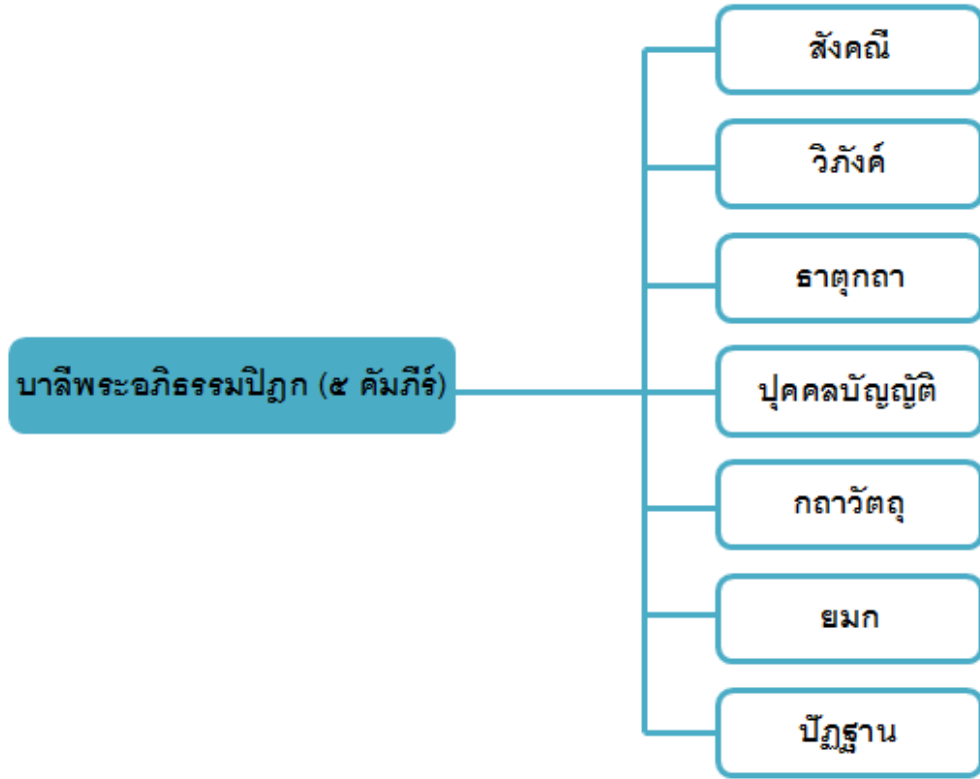 สังคณี
วิภังค์
ธาตุกถา
บาลีพระอภิธรรมปิฎก (๕ คัมภีร์)
ปุคคลบัญญัติ
กถาวัตถุ
ยมก
ปัฏฐาน